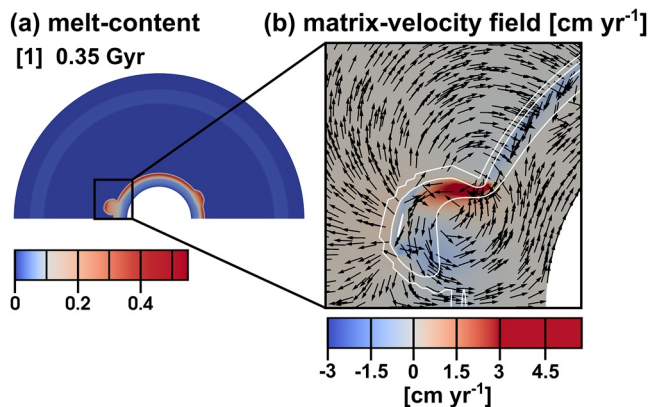 (a) melt-content
(b) matrix-velocity field [cm yr⁻¹]
[1] 0.35 Gyr
0 0.2 0.4
-3 -1.5 0 1.5 3 4.5
[cm yr⁻¹]